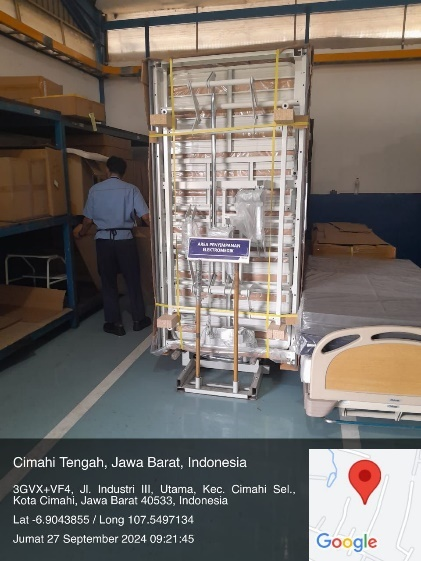 AREA PENYIMPANAN
ELEKTROMEDIK
Cimahi Tengah, Jawa Barat, Indonesia
3GVX+VF4, Jl. Industri III, Utama, Kec. Cimahi Sel.,
Kota Cimahi, Jawa Barat 40533, Indonesia
Lat -6.9043855 / Long 107.5497134
Jumat 27 September 2024 09:21:45
Google